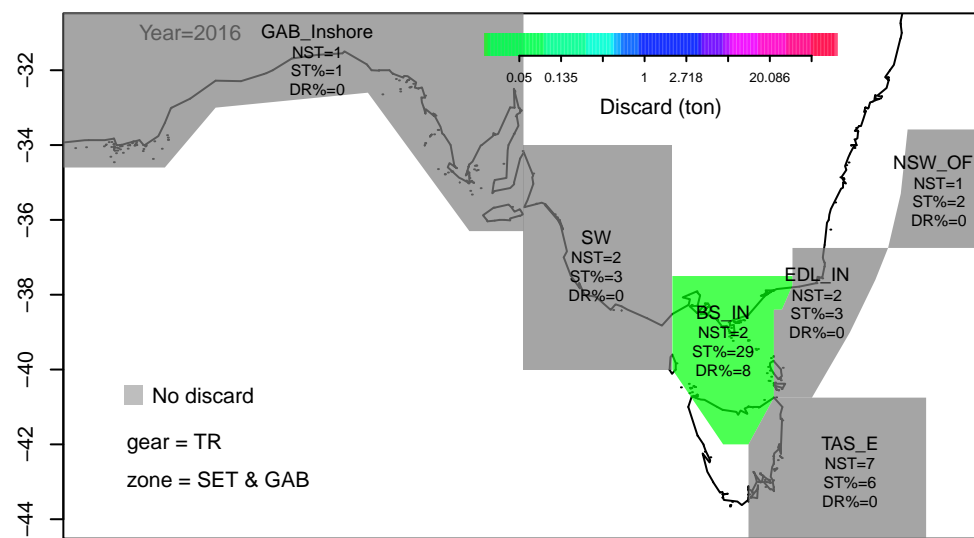 Year=2016
GAB_Inshore
NST=1
ST%=1
DR%=0
0.05 0.135 1 2.718 20.086
Discard (ton)
−32
−34
−36
−38
−40
−42
−44
NSW_OF
NST=1
ST%=2
DR%=0
SW
NST=2
ST%=3
DR%=0
EDL_IN
NST=2
ST%=3
DR%=0
BS_IN
NST=2
ST%=29
DR%=8
No discard
gear = TR
zone = SET & GAB
TAS_E
NST=7
ST%=6
DR%=0